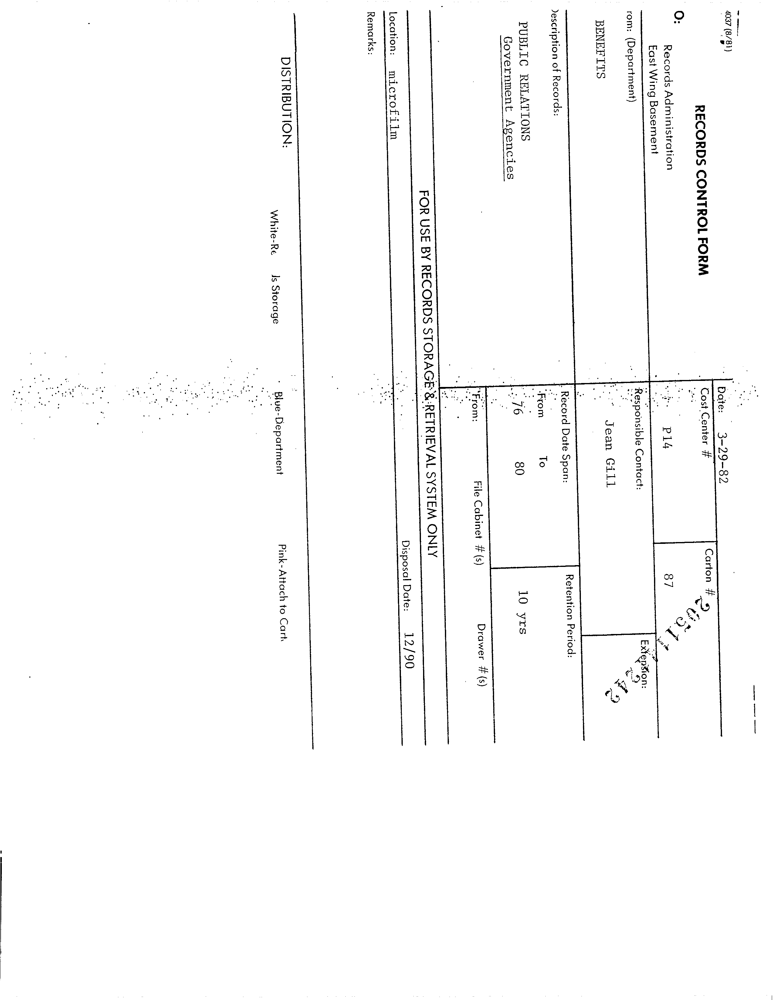 4037 (8/81)
RECORDS CONTROL FORM
Date: 3-29-82
O: Records Administration
East Wing Basement
Cost Center #
P14
Carton #
87
20511
rom: (Department)
BENEFITS
Responsible Contact:
Jean Gill
Extension:
Description of Records:
PUBLIC RELATIONS
Government Agencies
Record Date Span:
From To
76 80
Retention Period:
10 yrs
From: File Cabinet #(s) Drawer #(s)
FOR USE BY RECORDS STORAGE & RETRIEVAL SYSTEM ONLY
Location: microfilm
Disposal Date: 12/90
Remarks:
DISTRIBUTION: White-Re ls Storage Blue-Department Pink-Attach to Cart